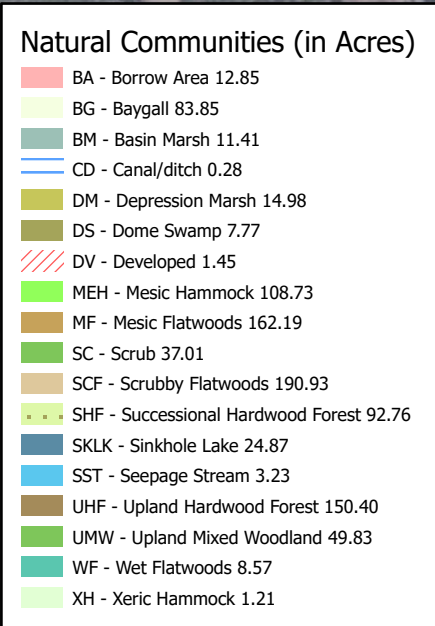 Natural Communities (in Acres)
BA - Borrow Area 12.85
BG - Baygall 83.85
BM - Basin Marsh 11.41
CD - Canal/ditch 0.28
DM - Depression Marsh 14.98
DS - Dome Swamp 7.77
DV - Developed 1.45
MEH - Mesic Hammock 108.73
MF - Mesic Flatwoods 162.19
SC - Scrub 37.01
SCF - Scrubby Flatwoods 190.93
SHF - Successional Hardwood Forest 92.76
SKLK - Sinkhole Lake 24.87
SST - Seepage Stream 3.23
UHF - Upland Hardwood Forest 150.40
UMW - Upland Mixed Woodland 49.83
WF - Wet Flatwoods 8.57
XH - Xeric Hammock 1.21